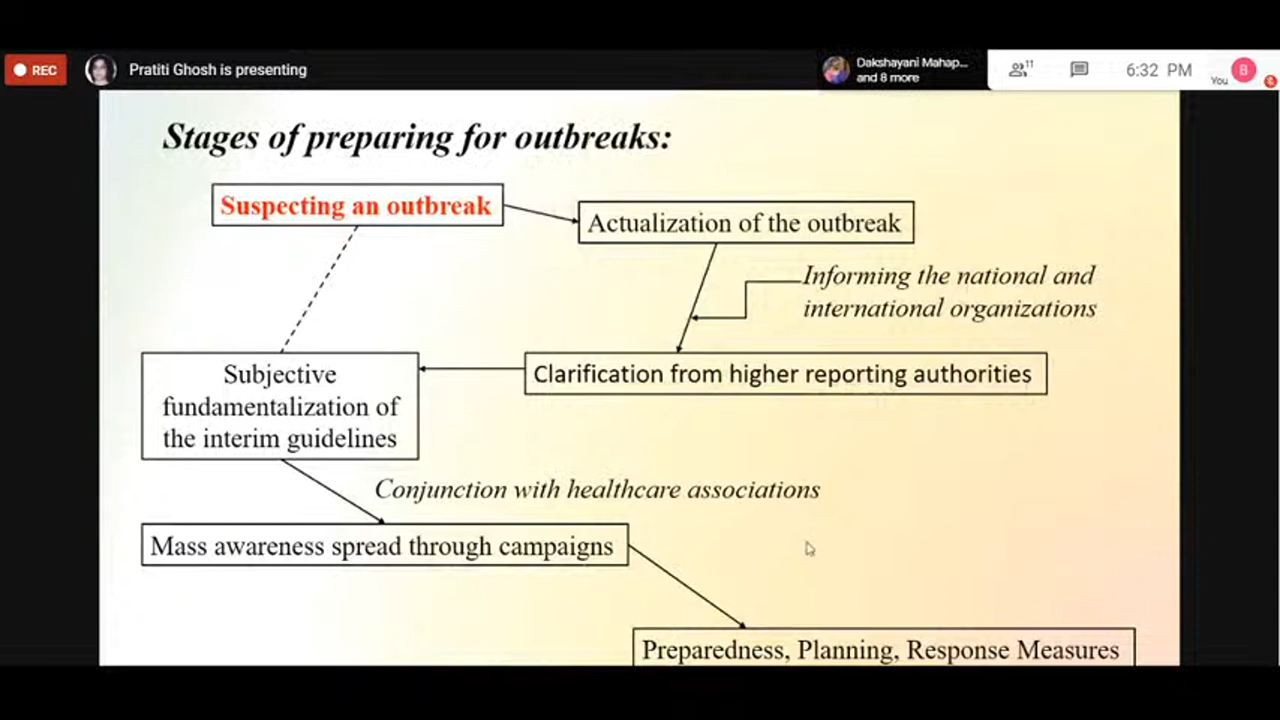 REC
Pratiti Ghosh is presenting
Dakshayani Mahap...
and 8 more
11
6:32 PM
You
B
Stages of preparing for outbreaks:
Suspecting an outbreak
Actualization of the outbreak
Informing the national and
international organizations
Subjective
fundamentalization of
the interim guidelines
Clarification from higher reporting authorities
Conjunction with healthcare associations
Mass awareness spread through campaigns
Preparedness, Planning, Response Measures